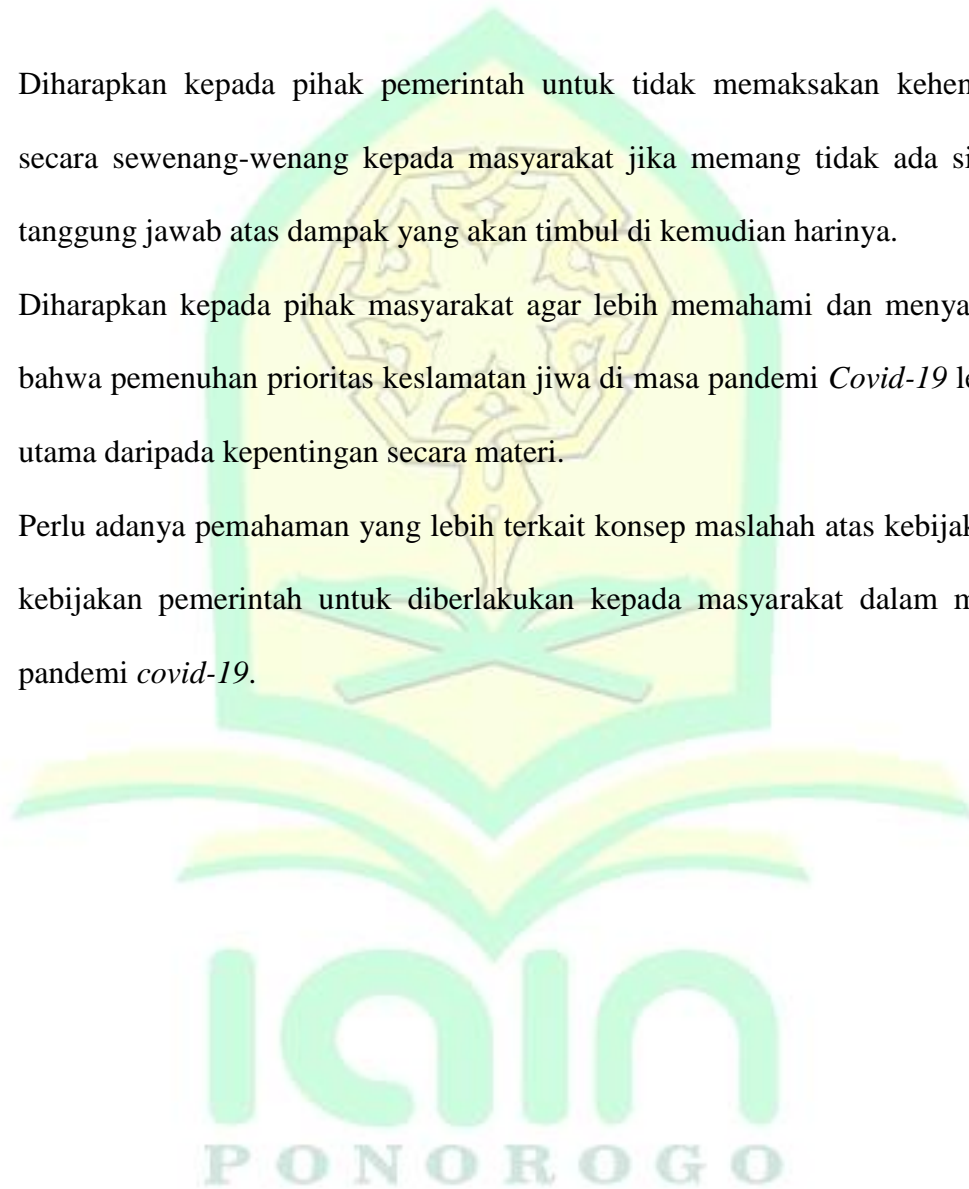 Diharapkan kepada pihak pemerintah untuk tidak memaksakan kehen
secara sewenang-wenang kepada masyarakat jika memang tidak ada si
tanggung jawab atas dampak yang akan timbul di kemudian harinya.
Diharapkan kepada pihak masyarakat agar lebih memahami dan menya
bahwa pemenuhan prioritas keslamatan jiwa di masa pandemi Covid-19 le
utama daripada kepentingan secara materi.
Perlu adanya pemahaman yang lebih terkait konsep maslahah atas kebijak
kebijakan pemerintah untuk diberlakukan kepada masyarakat dalam m
pandemi covid-19.
IAIN
PONOROGO